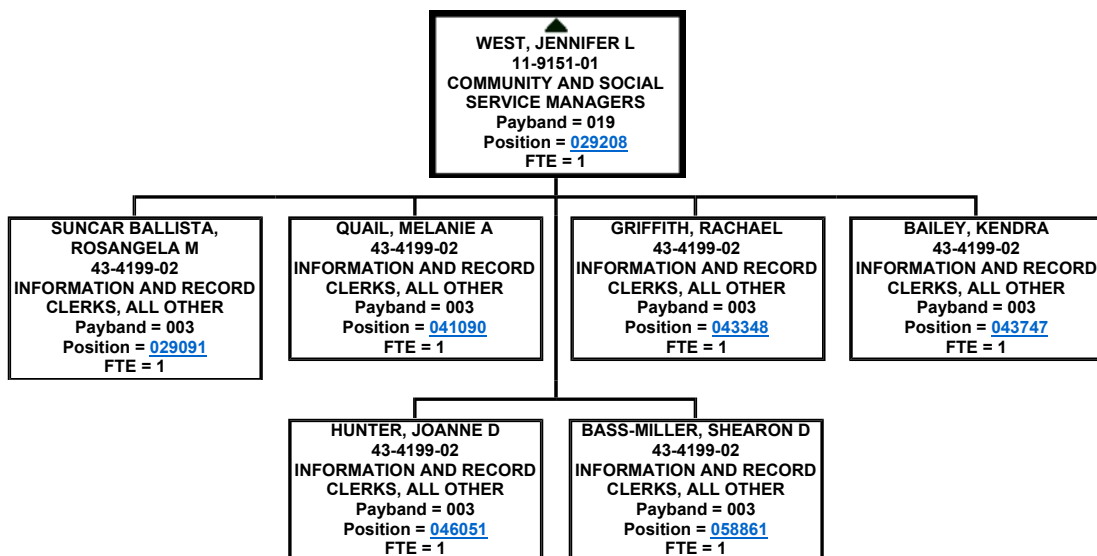 WEST, JENNIFER L
11-9151-01
COMMUNITY AND SOCIAL
SERVICE MANAGERS
Payband = 019
Position = 029208
FTE = 1
SUNCAR BALLISTA,
ROSANGELA M
43-4199-02
INFORMATION AND RECORD
CLERKS, ALL OTHER
Payband = 003
Position = 029091
FTE = 1
QUAIL, MELANIE A
43-4199-02
INFORMATION AND RECORD
CLERKS, ALL OTHER
Payband = 003
Position = 041090
FTE = 1
GRIFFITH, RACHAEL
43-4199-02
INFORMATION AND RECORD
CLERKS, ALL OTHER
Payband = 003
Position = 043348
FTE = 1
BAILEY, KENDRA
43-4199-02
INFORMATION AND RECORD
CLERKS, ALL OTHER
Payband = 003
Position = 043747
FTE = 1
HUNTER, JOANNE D
43-4199-02
INFORMATION AND RECORD
CLERKS, ALL OTHER
Payband = 003
Position = 046051
FTE = 1
BASS-MILLER, SHEARON D
43-4199-02
INFORMATION AND RECORD
CLERKS, ALL OTHER
Payband = 003
Position = 058861
FTE = 1